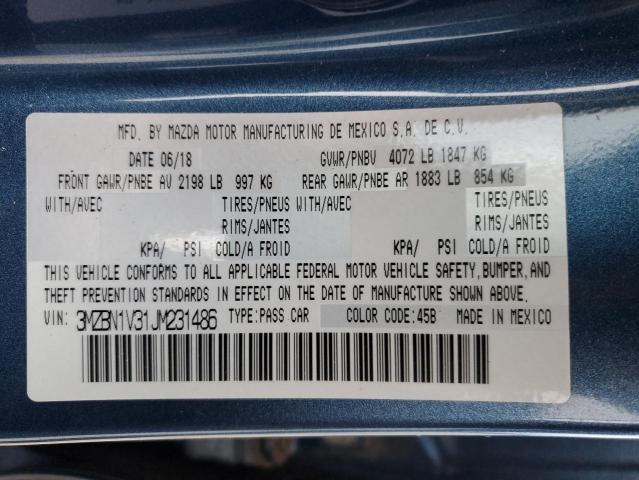 MFD. BY MAZDA MOTOR MANUFACTURING DE MEXICO S.A. DE C.V.
DATE 06/18 GVWR/PNBV 4072 LB 1847 KG
FRONT GAWR/PNBE AV 2198 LB 997 KG REAR GAWR/PNBE AR 1883 LB 854 KG
WITH/AVEC TIRES/PNEUS WITH/AVEC TIRES/PNEUS
RIMS/JANTES RIMS/JANTES
KPA/ PSI COLD/A FROID KPA/ PSI COLD/A FROID
THIS VEHICLE CONFORMS TO ALL APPLICABLE FEDERAL MOTOR VEHICLE SAFETY, BUMPER, AND
THEFT PREVENTION STANDARDS IN EFFECT ON THE DATE OF MANUFACTURE SHOWN ABOVE.
VIN: 3MZBN1V31JM231486 TYPE:PASS CAR COLOR CODE:45B MADE IN MEXICO